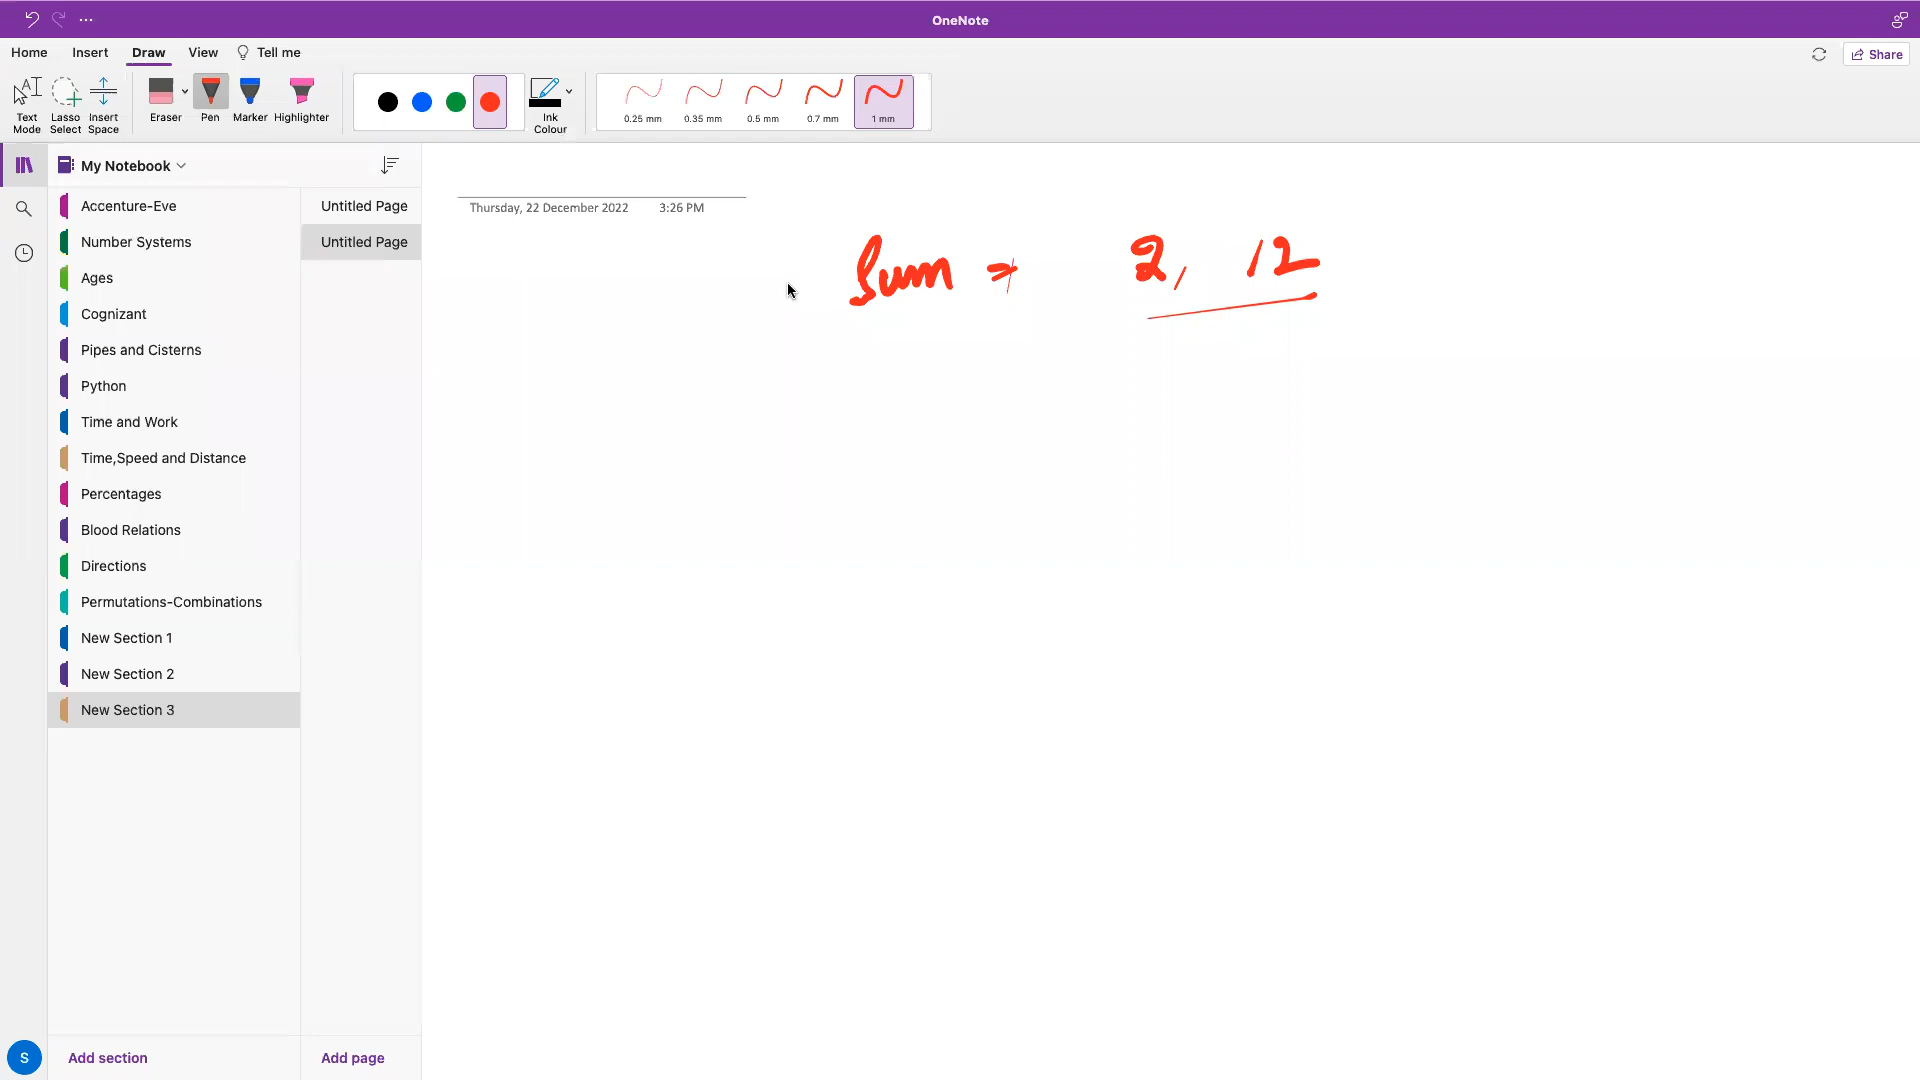 OneNote
Home Insert Draw View Tell me
Share
Text Mode
Lasso Select
Insert Space
Eraser
Pen
Marker
Highlighter
Ink Colour
0.25 mm
0.35 mm
0.5 mm
0.7 mm
1 mm
My Notebook
Accenture-Eve
Number Systems
Ages
Cognizant
Pipes and Cisterns
Python
Time and Work
Time,Speed and Distance
Percentages
Blood Relations
Directions
Permutations-Combinations
New Section 1
New Section 2
New Section 3
Add section
Untitled Page
Untitled Page
Add page
Thursday, 22 December 2022 3:26 PM
Sum ⇒ 2, 12
S